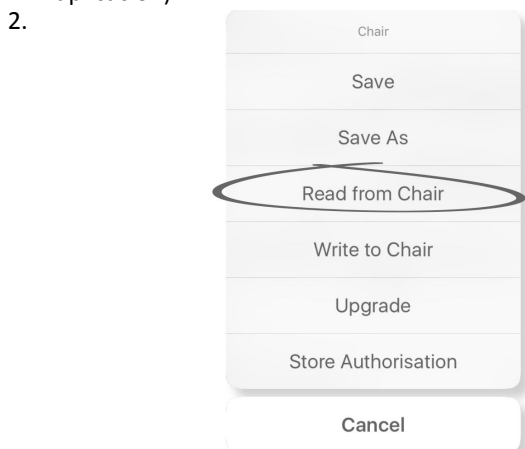 2.
Chair
Save
Save As
Read from Chair
Write to Chair
Upgrade
Store Authorisation
Cancel